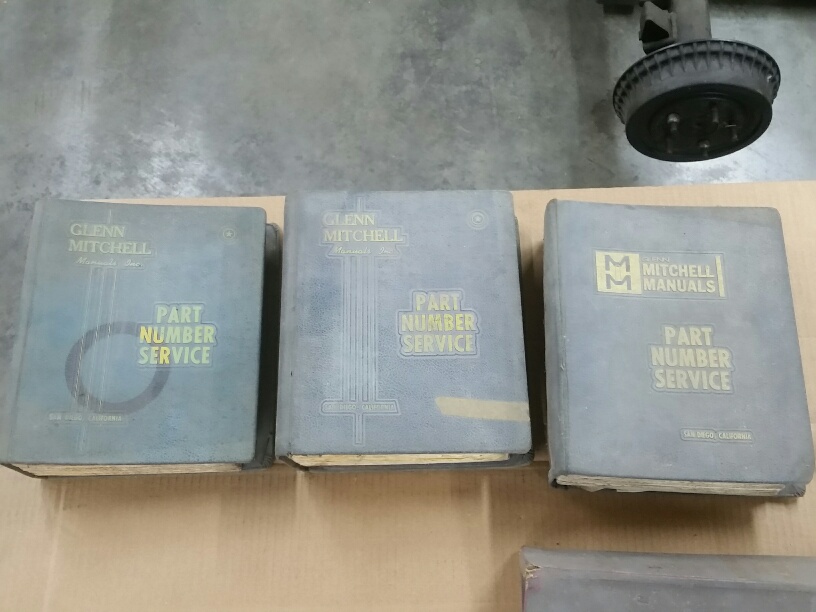 GLENN
MITCHELL
Manuals Inc.
PART
NUMBER
SERVICE
SAN DIEGO, CALIFORNIA
GLENN
MITCHELL
Manuals Inc.
PART
NUMBER
SERVICE
SAN DIEGO, CALIFORNIA
MM
MITCHELL
MANUALS
PART
NUMBER
SERVICE
SAN DIEGO, CALIFORNIA